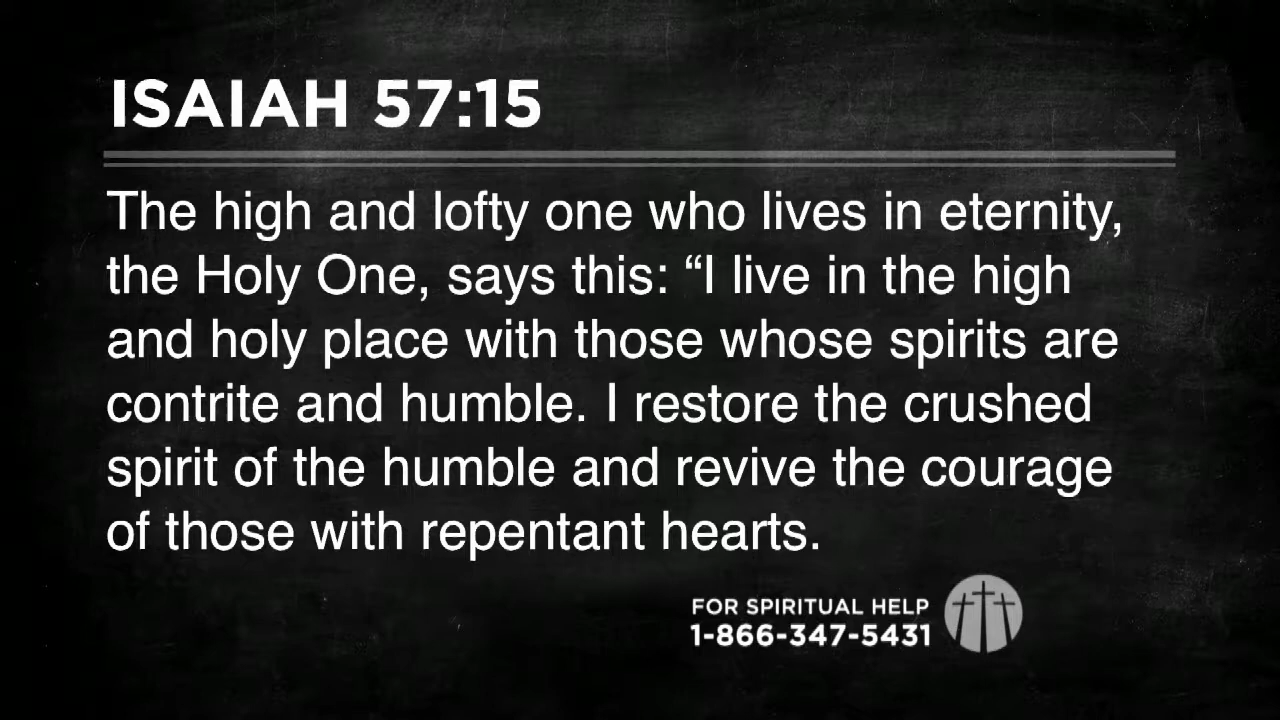 ISAIAH 57:15
The high and lofty one who lives in eternity,
the Holy One, says this: “I live in the high
and holy place with those whose spirits are
contrite and humble. I restore the crushed
spirit of the humble and revive the courage
of those with repentant hearts.
FOR SPIRITUAL HELP
1-866-347-5431